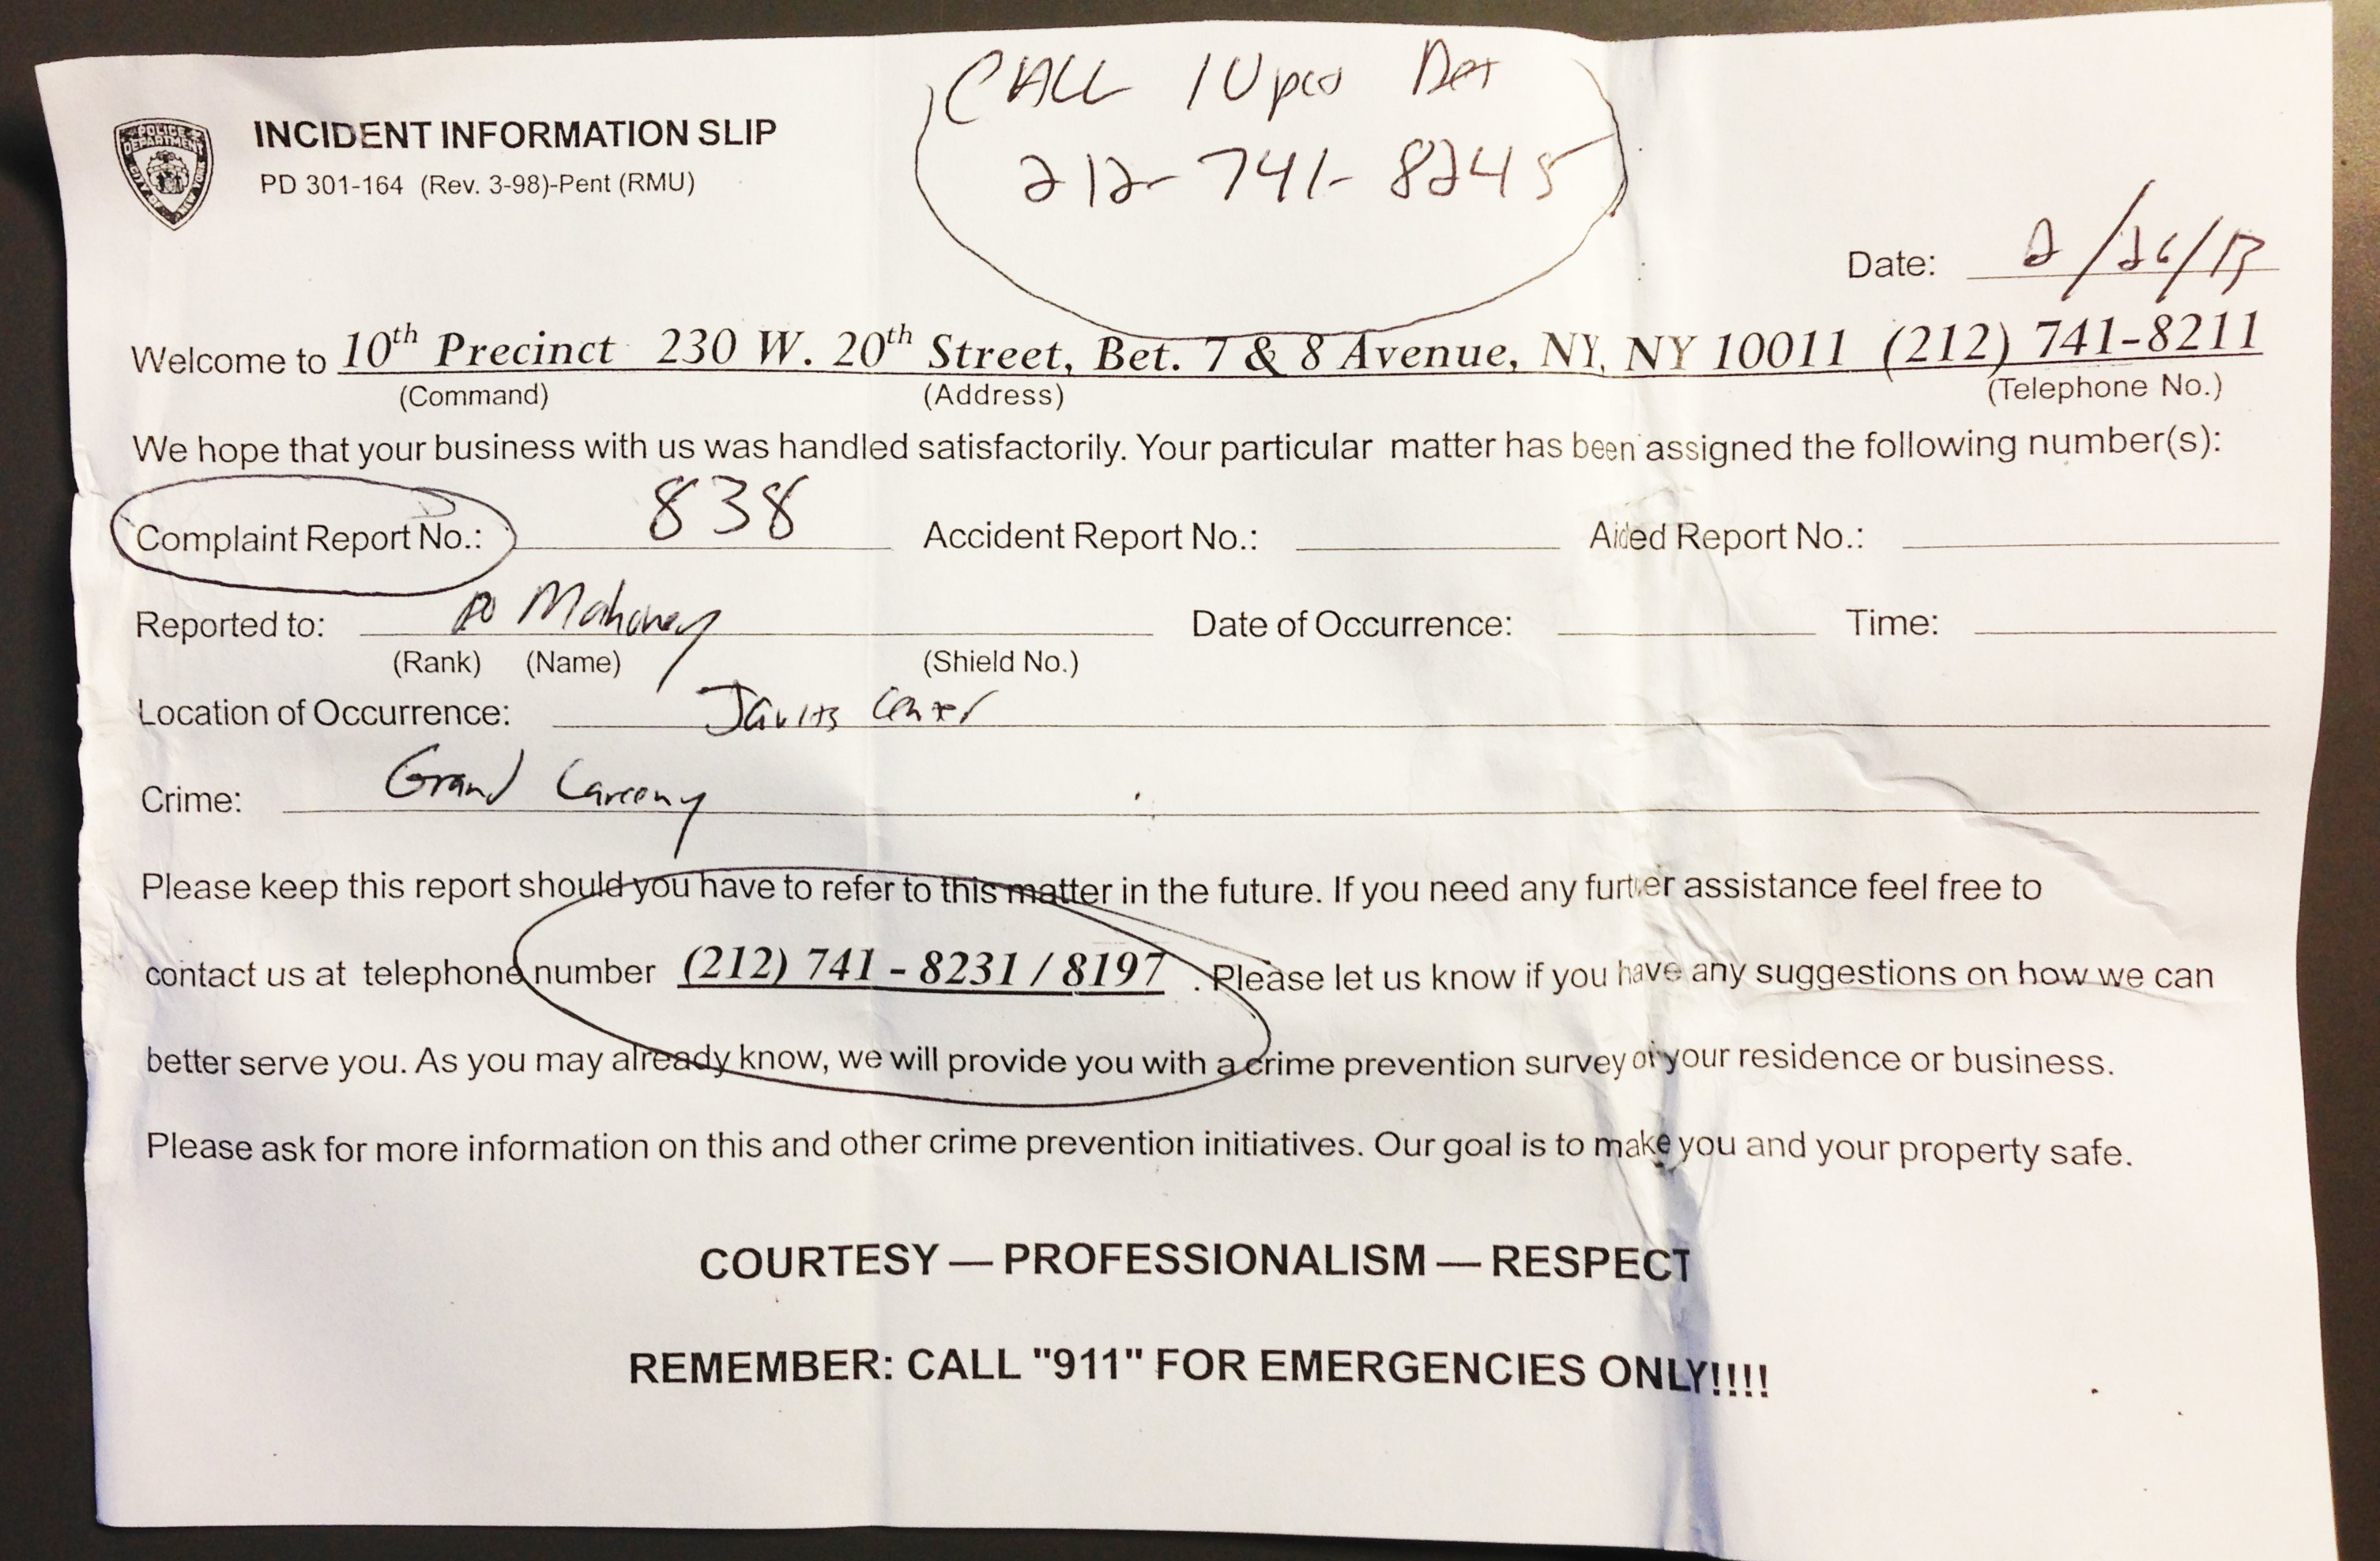 CALL 10 pct Det
212-741-8245
POLICE DEPARTMENT
CITY OF NEW YORK
INCIDENT INFORMATION SLIP
PD 301-164 (Rev. 3-98)-Pent (RMU)
Date: 2/26/13
Welcome to 10th Precinct 230 W. 20th Street, Bet. 7 & 8 Avenue, NY, NY 10011 (212) 741-8211
(Command) (Address) (Telephone No.)
We hope that your business with us was handled satisfactorily. Your particular matter has been assigned the following number(s):
Complaint Report No.: 838 Accident Report No.: Aided Report No.:
Reported to: PO Mahoney Date of Occurrence: Time:
(Rank) (Name) (Shield No.)
Location of Occurrence: Javits Center
Crime: Grand Larceny
Please keep this report should you have to refer to this matter in the future. If you need any further assistance feel free to
contact us at telephone number (212) 741 - 8231 / 8197 . Please let us know if you have any suggestions on how we can
better serve you. As you may already know, we will provide you with a crime prevention survey of your residence or business.
Please ask for more information on this and other crime prevention initiatives. Our goal is to make you and your property safe.
COURTESY — PROFESSIONALISM — RESPECT
REMEMBER: CALL "911" FOR EMERGENCIES ONLY!!!!